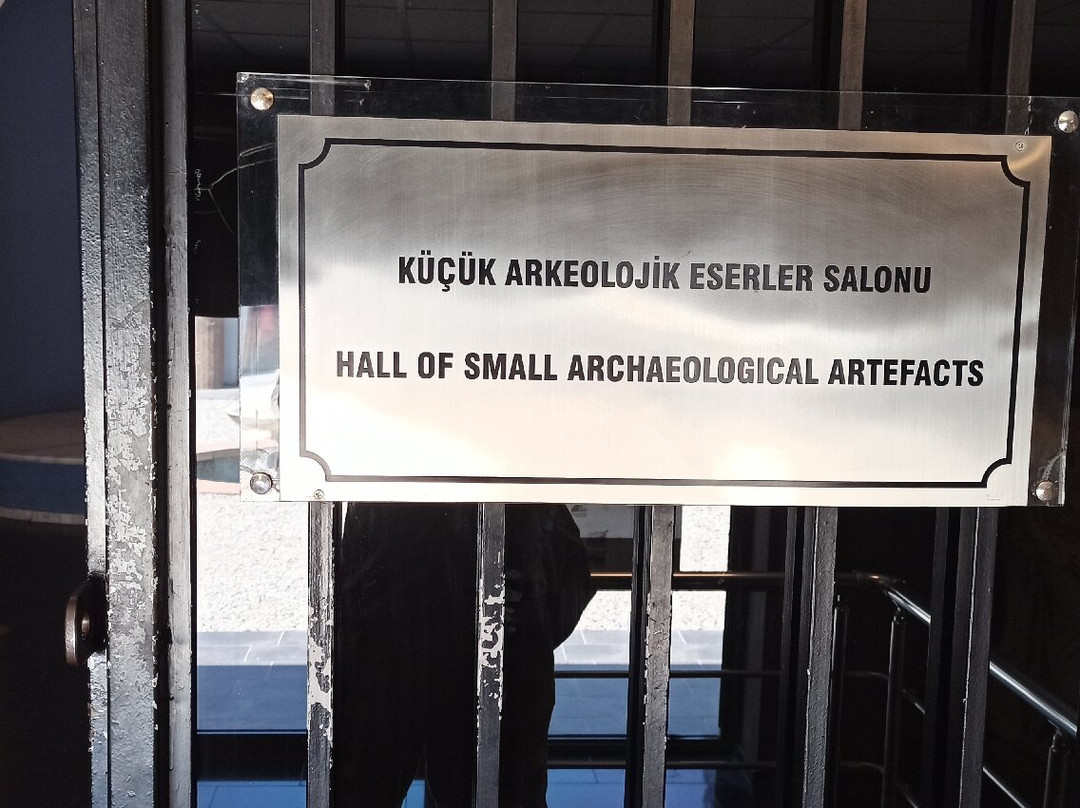 KÜÇÜK ARKEOLOJİK ESERLER SALONU
HALL OF SMALL ARCHAEOLOGICAL ARTEFACTS